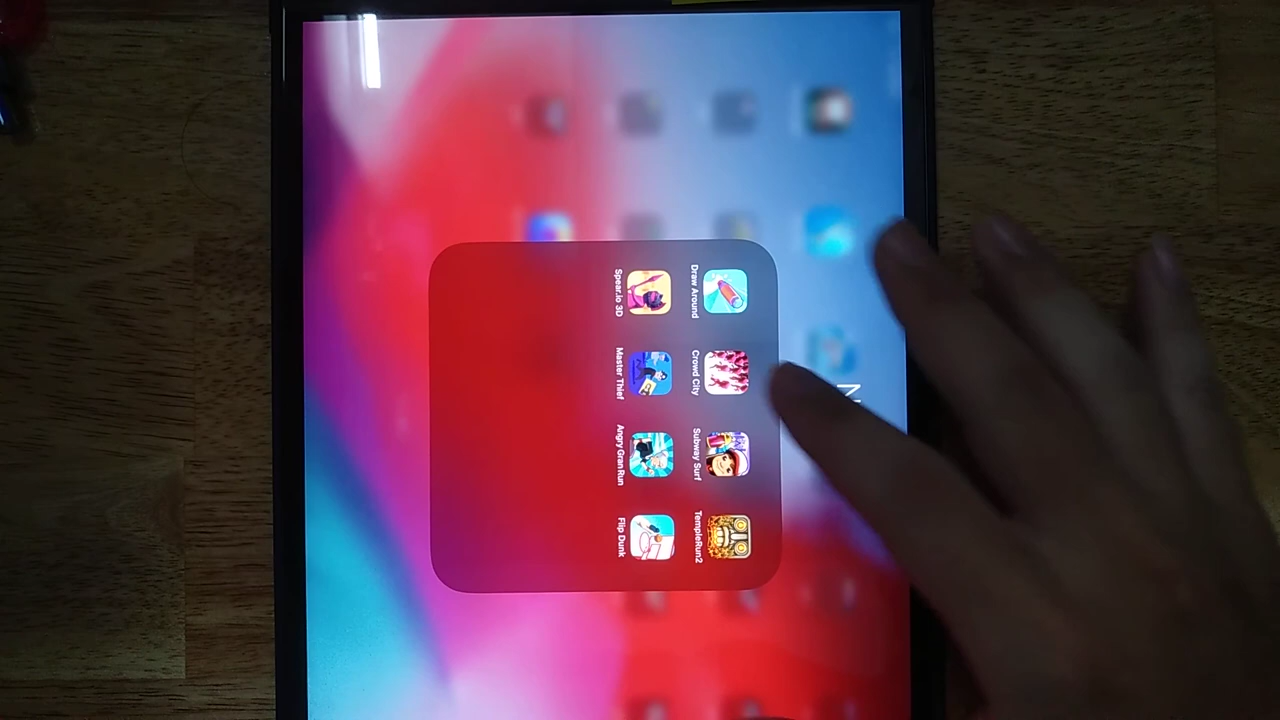 Draw Around
Crowd City
Subway Surf
TempleRun2
Spear.io 3D
Master Thief
Angry Gran Run
Flip Dunk